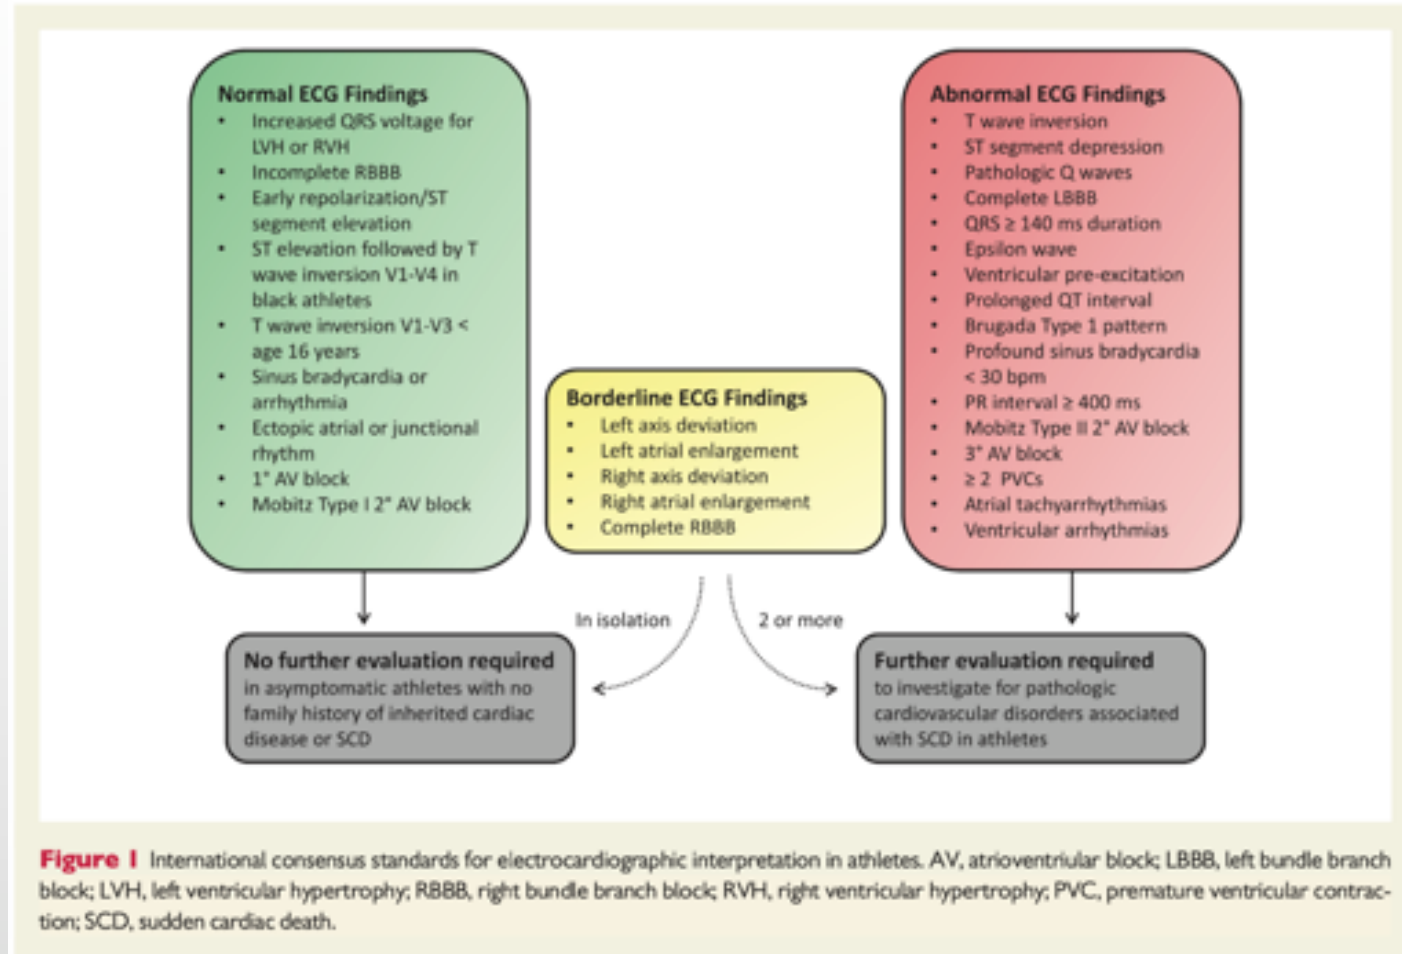 Normal ECG Findings
• Increased QRS voltage for
LVH or RVH
• Incomplete RBBB
• Early repolarization/ST
segment elevation
• ST elevation followed by T
wave inversion V1-V4 in
black athletes
• T wave inversion V1-V3 <
age 16 years
• Sinus bradycardia or
arrhythmia
• Ectopic atrial or junctional
rhythm
• 1° AV block
• Mobitz Type I 2° AV block
Borderline ECG Findings
• Left axis deviation
• Left atrial enlargement
• Right axis deviation
• Right atrial enlargement
• Complete RBBB
Abnormal ECG Findings
• T wave inversion
• ST segment depression
• Pathologic Q waves
• Complete LBBB
• QRS ≥ 140 ms duration
• Epsilon wave
• Ventricular pre-excitation
• Prolonged QT interval
• Brugada Type 1 pattern
• Profound sinus bradycardia
< 30 bpm
• PR interval ≥ 400 ms
• Mobitz Type II 2° AV block
• 3° AV block
• ≥ 2 PVCs
• Atrial tachyarrhythmias
• Ventricular arrhythmias
In isolation
2 or more
No further evaluation required
in asymptomatic athletes with no
family history of inherited cardiac
disease or SCD
Further evaluation required
to investigate for pathologic
cardiovascular disorders associated
with SCD in athletes
Figure 1 International consensus standards for electrocardiographic interpretation in athletes. AV, atrioventriular block; LBBB, left bundle branch
block; LVH, left ventricular hypertrophy; RBBB, right bundle branch block; RVH, right ventricular hypertrophy; PVC, premature ventricular contrac-
tion; SCD, sudden cardiac death.